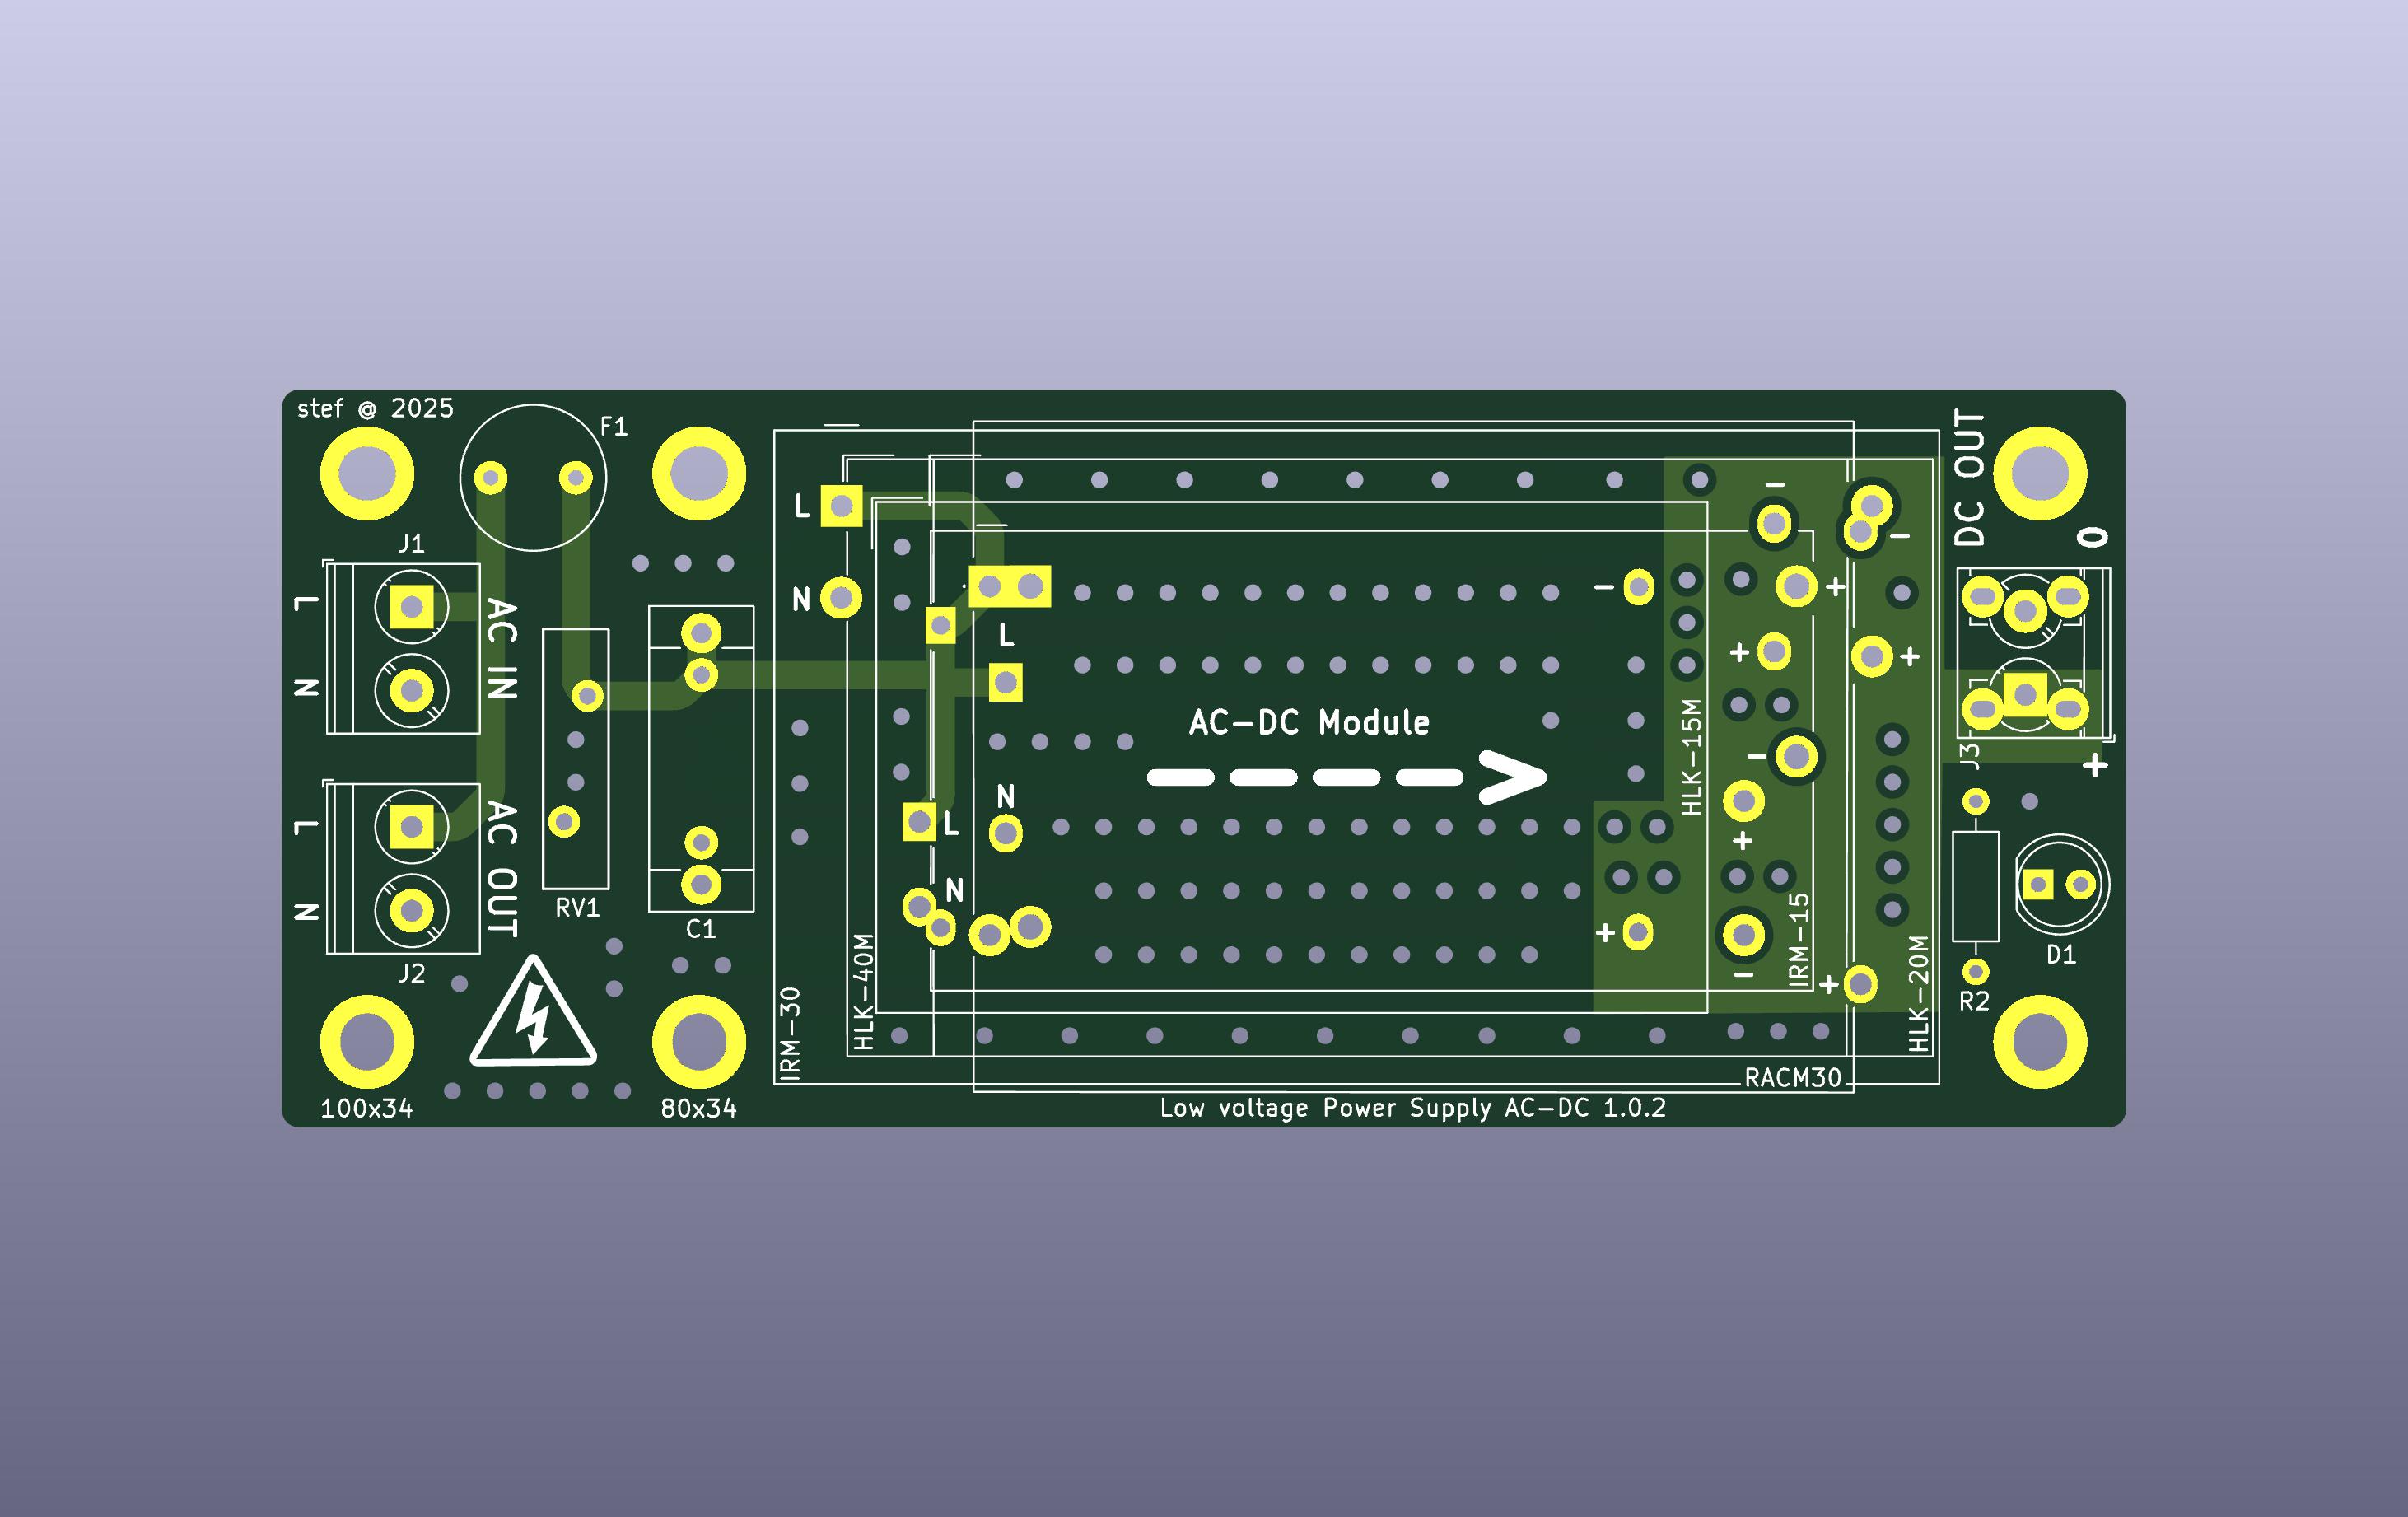 stef @ 2025
F1
DC OUT
0
J1
L
N
AC IN
L
N
-
-
-
+
+
+
L
AC-DC Module
HLK-15M
-
J3
+
N
+
J2
L
N
AC OUT
RV1
C1
L
N
+
-
+
IRM-15
D1
R2
IRM-30
HLK-40M
HLK-20M
RACM30
100x34
80x34
Low voltage Power Supply AC-DC 1.0.2